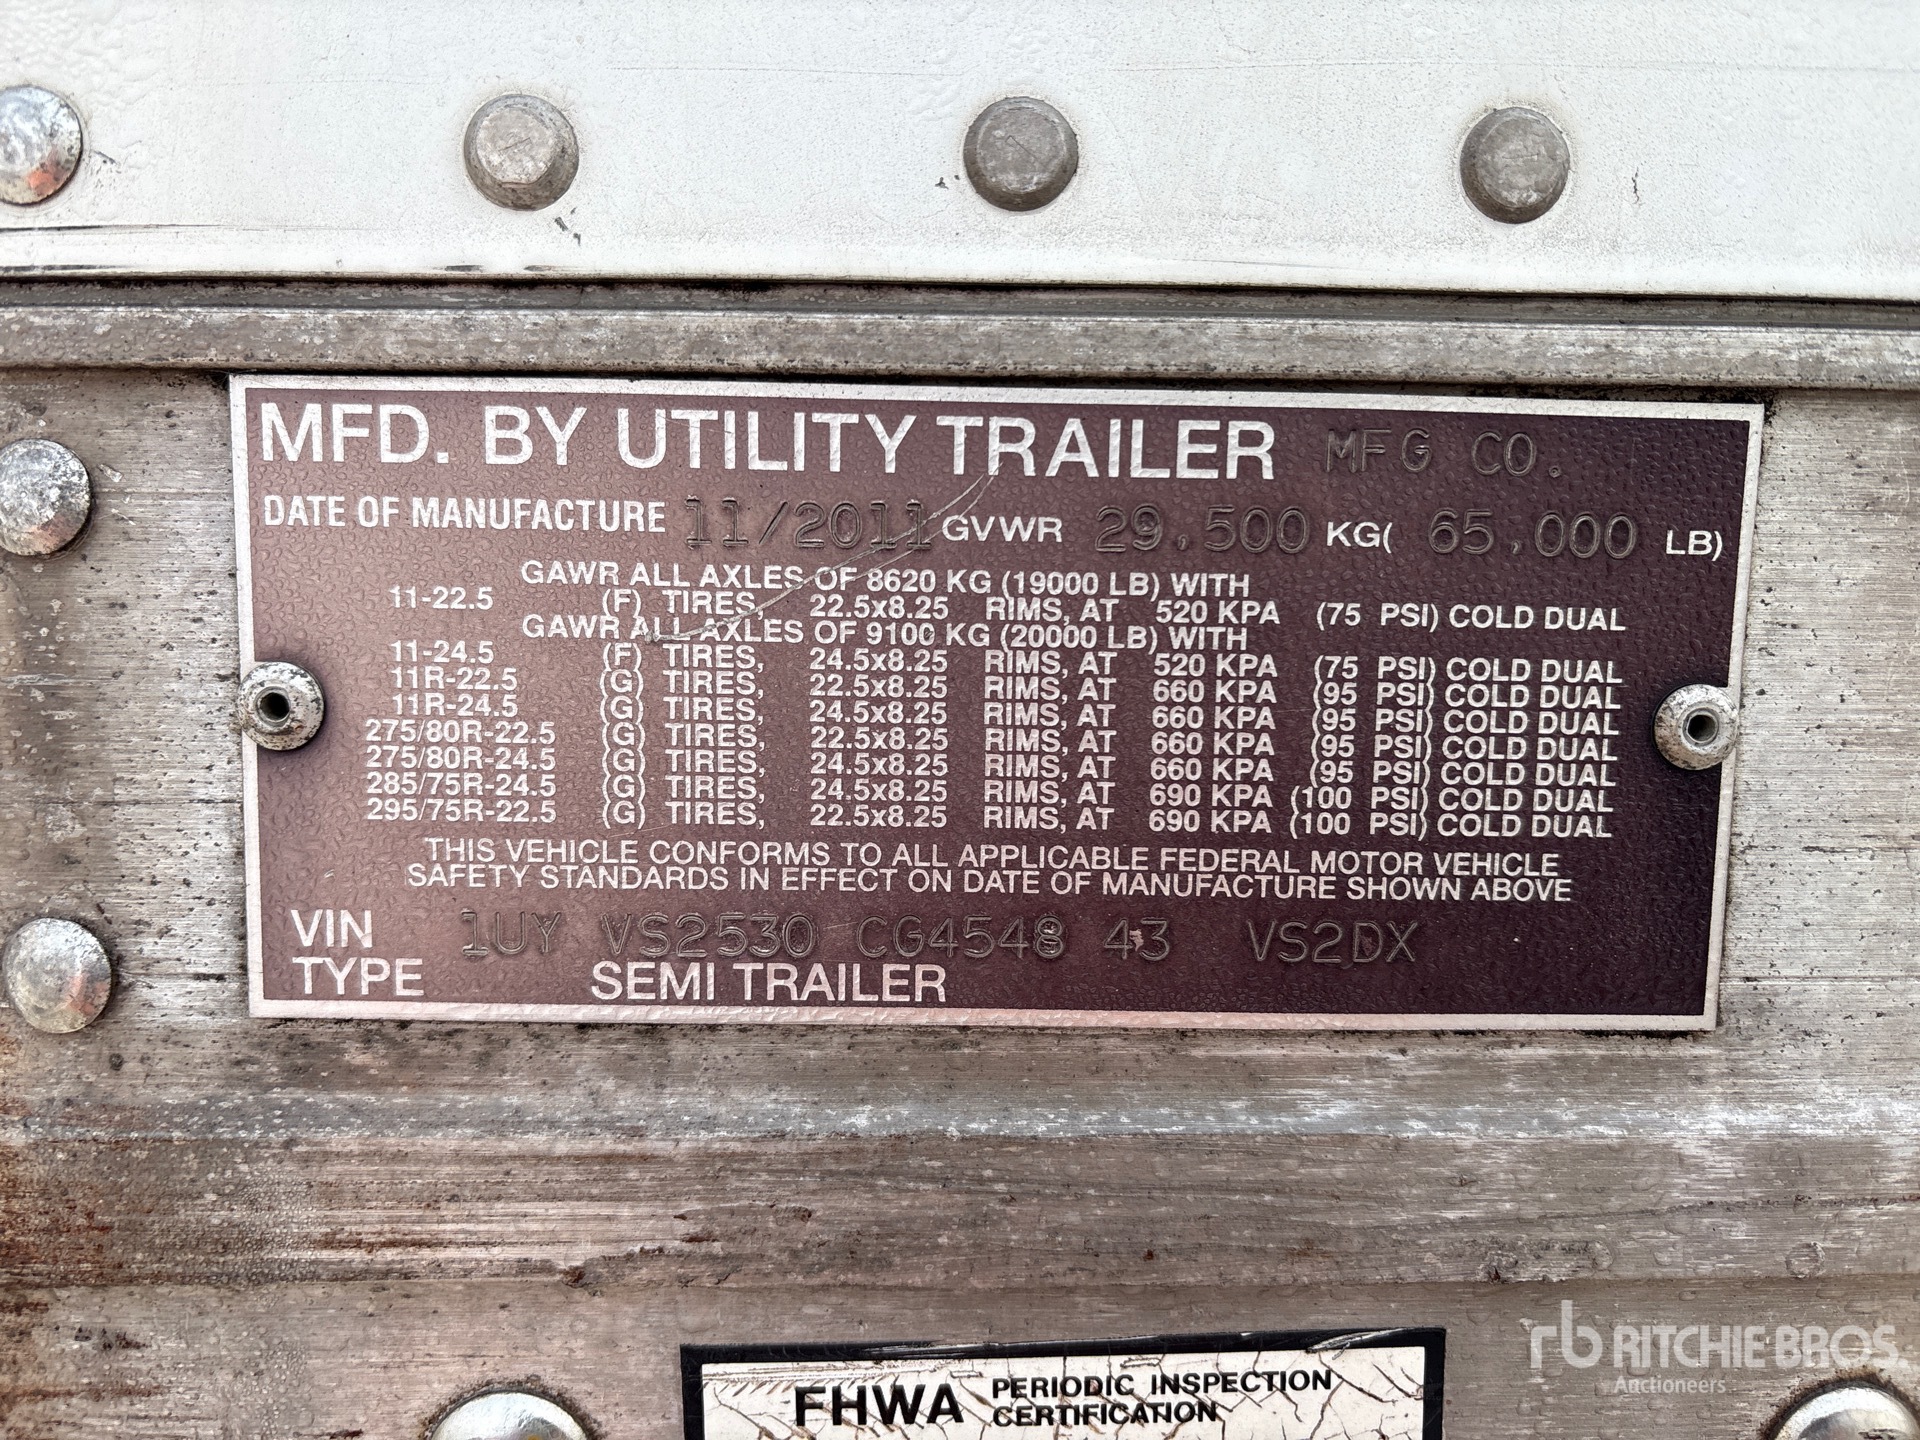 MFD. BY UTILITY TRAILER MFG CO.
DATE OF MANUFACTURE 11/2011 GVWR 29,500 KG( 65,000 LB)
GAWR ALL AXLES OF 8620 KG (19000 LB) WITH
11-22.5 (F) TIRES, 22.5x8.25 RIMS, AT 520 KPA (75 PSI) COLD DUAL
GAWR ALL AXLES OF 9100 KG (20000 LB) WITH
11-24.5 (F) TIRES, 24.5x8.25 RIMS, AT 520 KPA (75 PSI) COLD DUAL
11R-22.5 (G) TIRES, 22.5x8.25 RIMS, AT 660 KPA (95 PSI) COLD DUAL
11R-24.5 (G) TIRES, 24.5x8.25 RIMS, AT 660 KPA (95 PSI) COLD DUAL
275/80R-22.5 (G) TIRES, 22.5x8.25 RIMS, AT 660 KPA (95 PSI) COLD DUAL
275/80R-24.5 (G) TIRES, 24.5x8.25 RIMS, AT 660 KPA (95 PSI) COLD DUAL
285/75R-24.5 (G) TIRES, 24.5x8.25 RIMS, AT 690 KPA (100 PSI) COLD DUAL
295/75R-22.5 (G) TIRES, 22.5x8.25 RIMS, AT 690 KPA (100 PSI) COLD DUAL
THIS VEHICLE CONFORMS TO ALL APPLICABLE FEDERAL MOTOR VEHICLE
SAFETY STANDARDS IN EFFECT ON DATE OF MANUFACTURE SHOWN ABOVE
VIN 1UY VS2530 CG4548 43 VS2DX
TYPE SEMI TRAILER
FHWA PERIODIC INSPECTION
CERTIFICATION
rb RITCHIE BROS.
Auctioneers